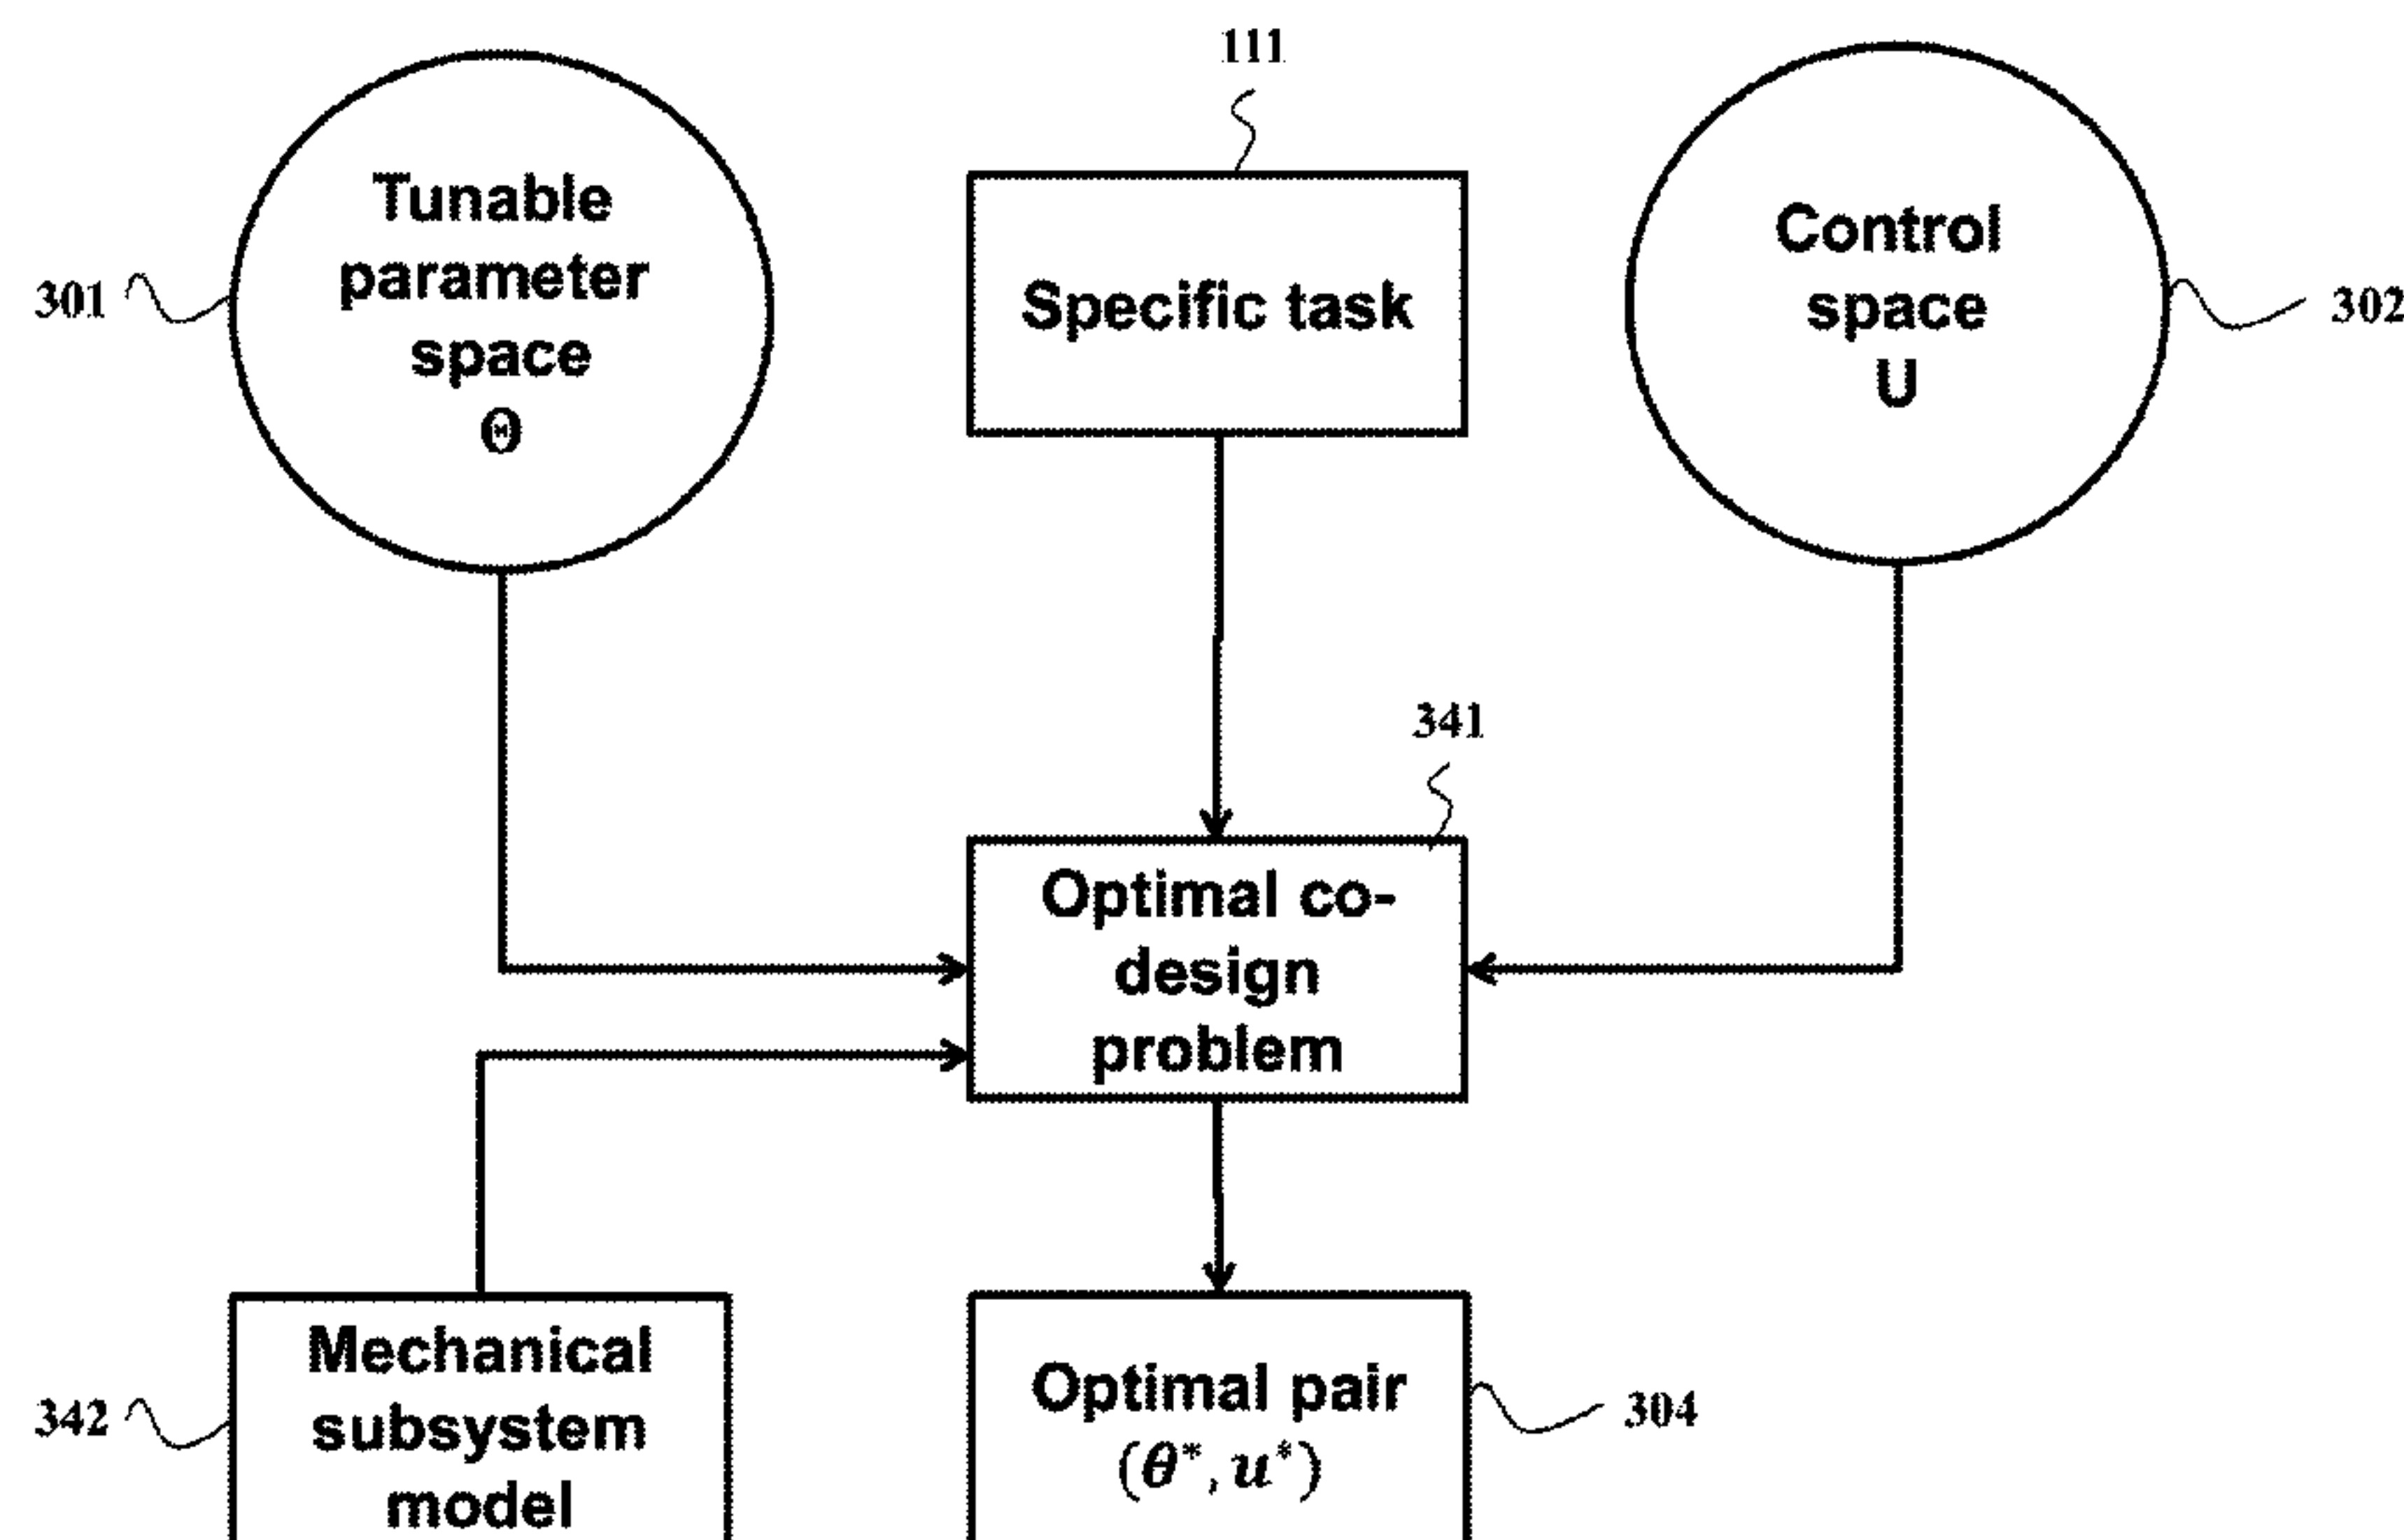 111
Tunable
parameter
space
Θ
301
Specific task
Control
space
U
302
341
Optimal co-
design
problem
Mechanical
subsystem
model
342
Optimal pair
(θ*, u*)
304